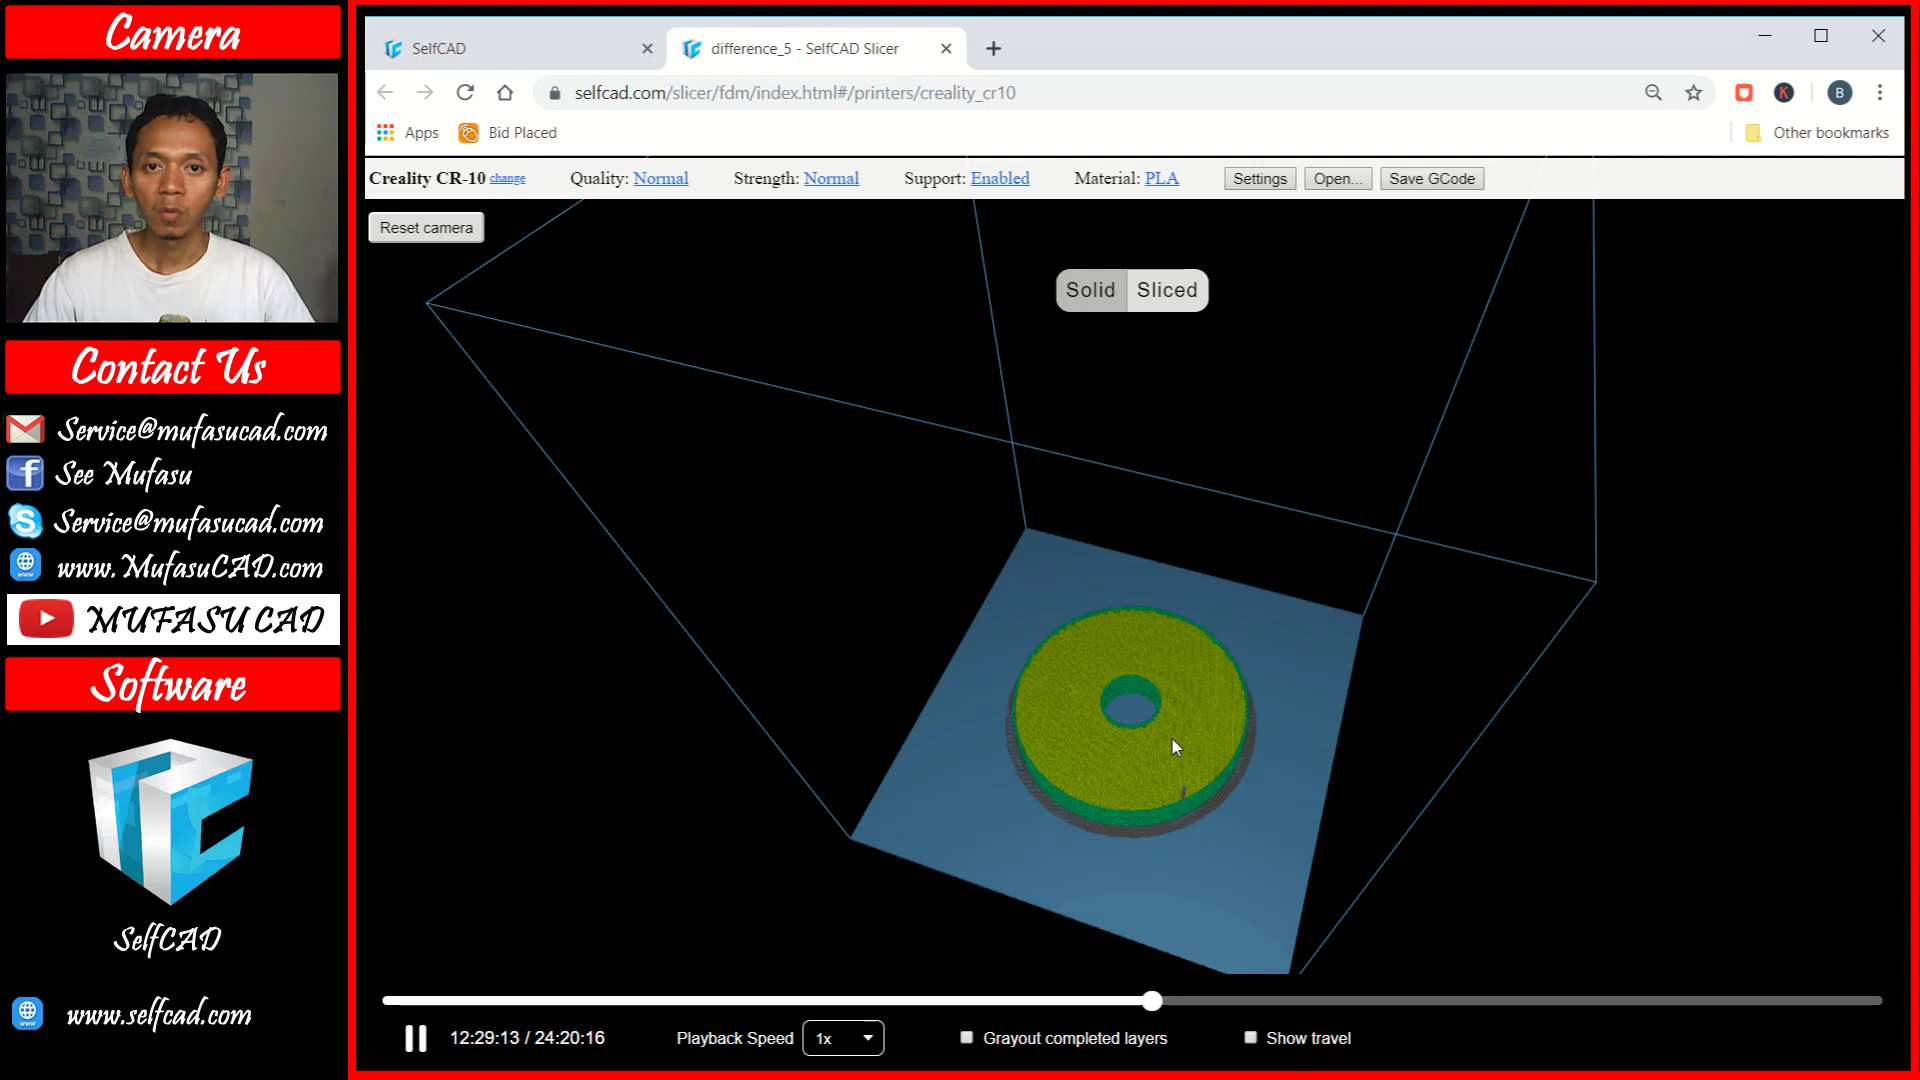 Camera
Contact Us
Service@mufasucad.com
See Mufasu
Service@mufasucad.com
www.MufasuCAD.com
MUFASU CAD
Software
SelfCAD
www.selfcad.com
SelfCAD
difference_5 - SelfCAD Slicer
selfcad.com/slicer/fdm/index.html#/printers/creality_cr10
K
B
Apps
Bid Placed
Other bookmarks
Creality CR-10 change
Quality: Normal
Strength: Normal
Support: Enabled
Material: PLA
Settings
Open...
Save GCode
Reset camera
Solid
Sliced
12:29:13 / 24:20:16
Playback Speed
1x
Grayout completed layers
Show travel